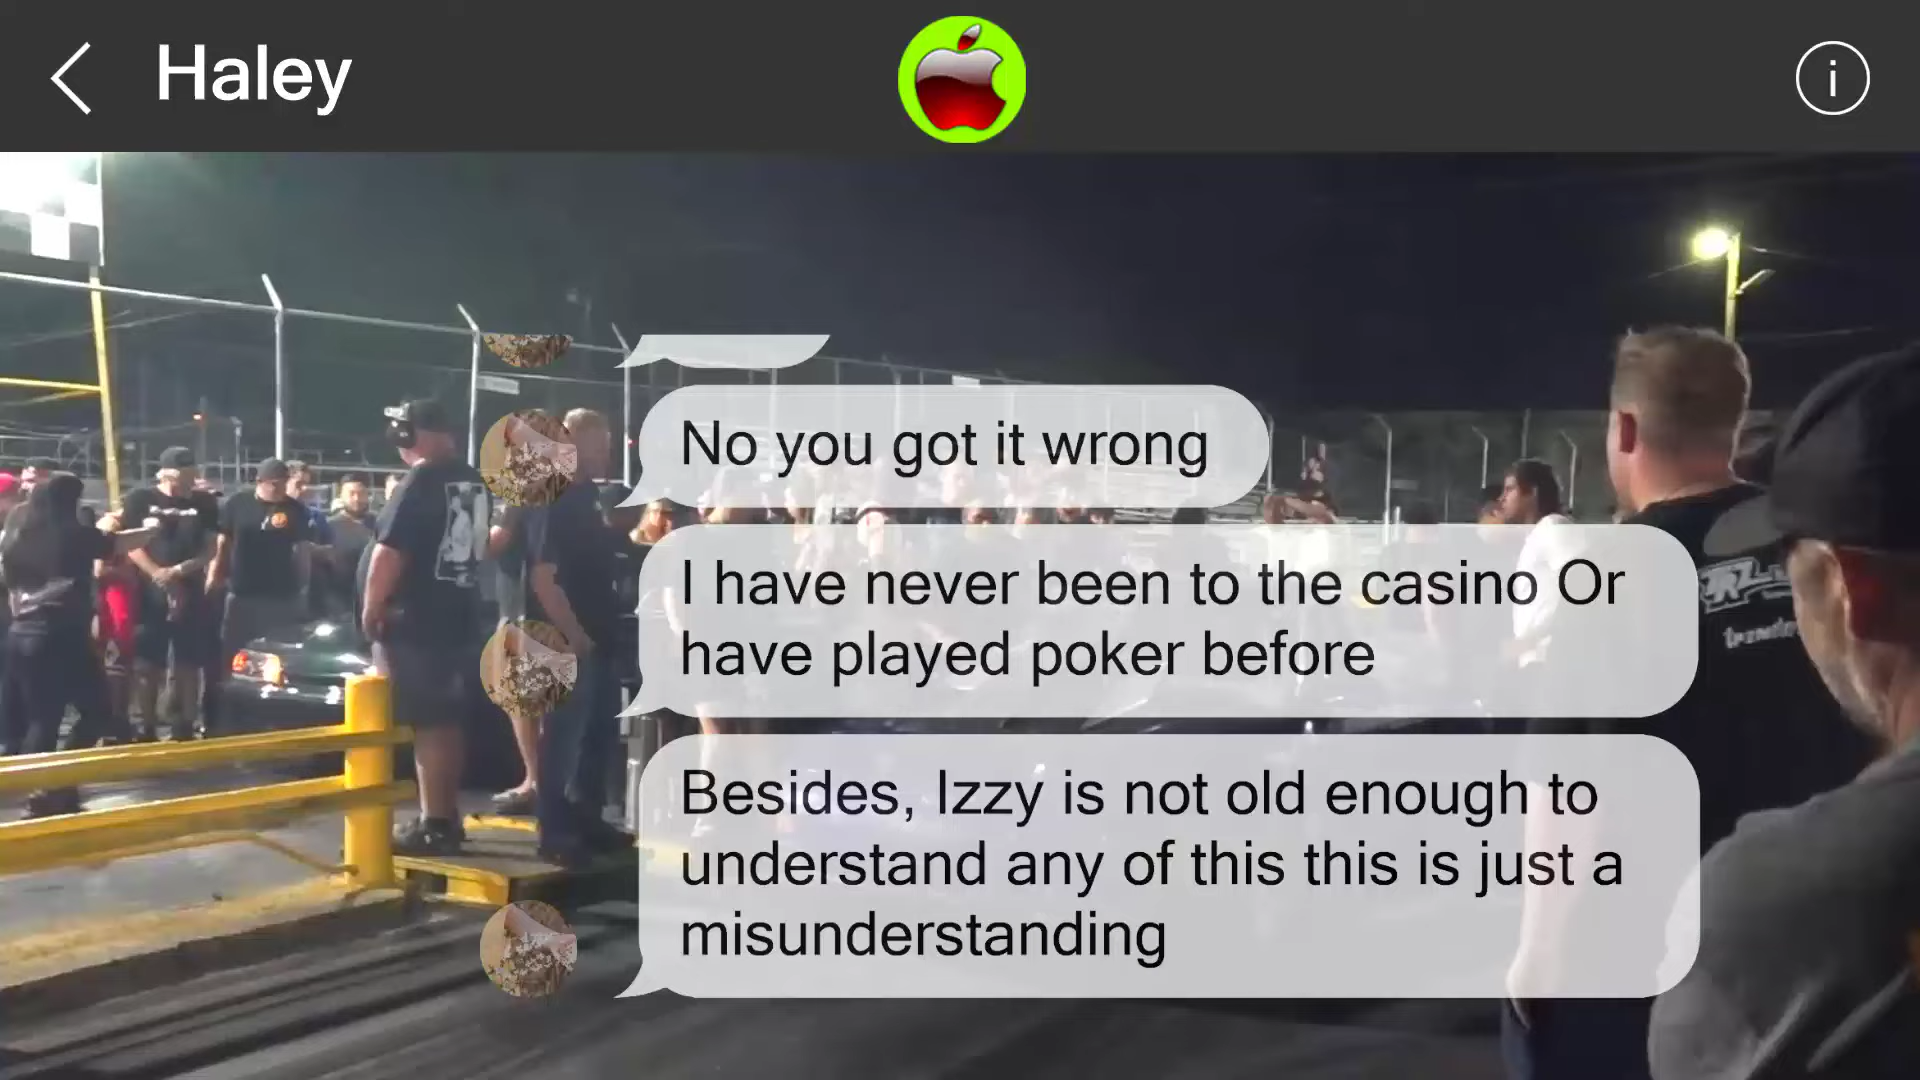 Haley
No you got it wrong
I have never been to the casino Or
have played poker before
Besides, Izzy is not old enough to
understand any of this this is just a
misunderstanding